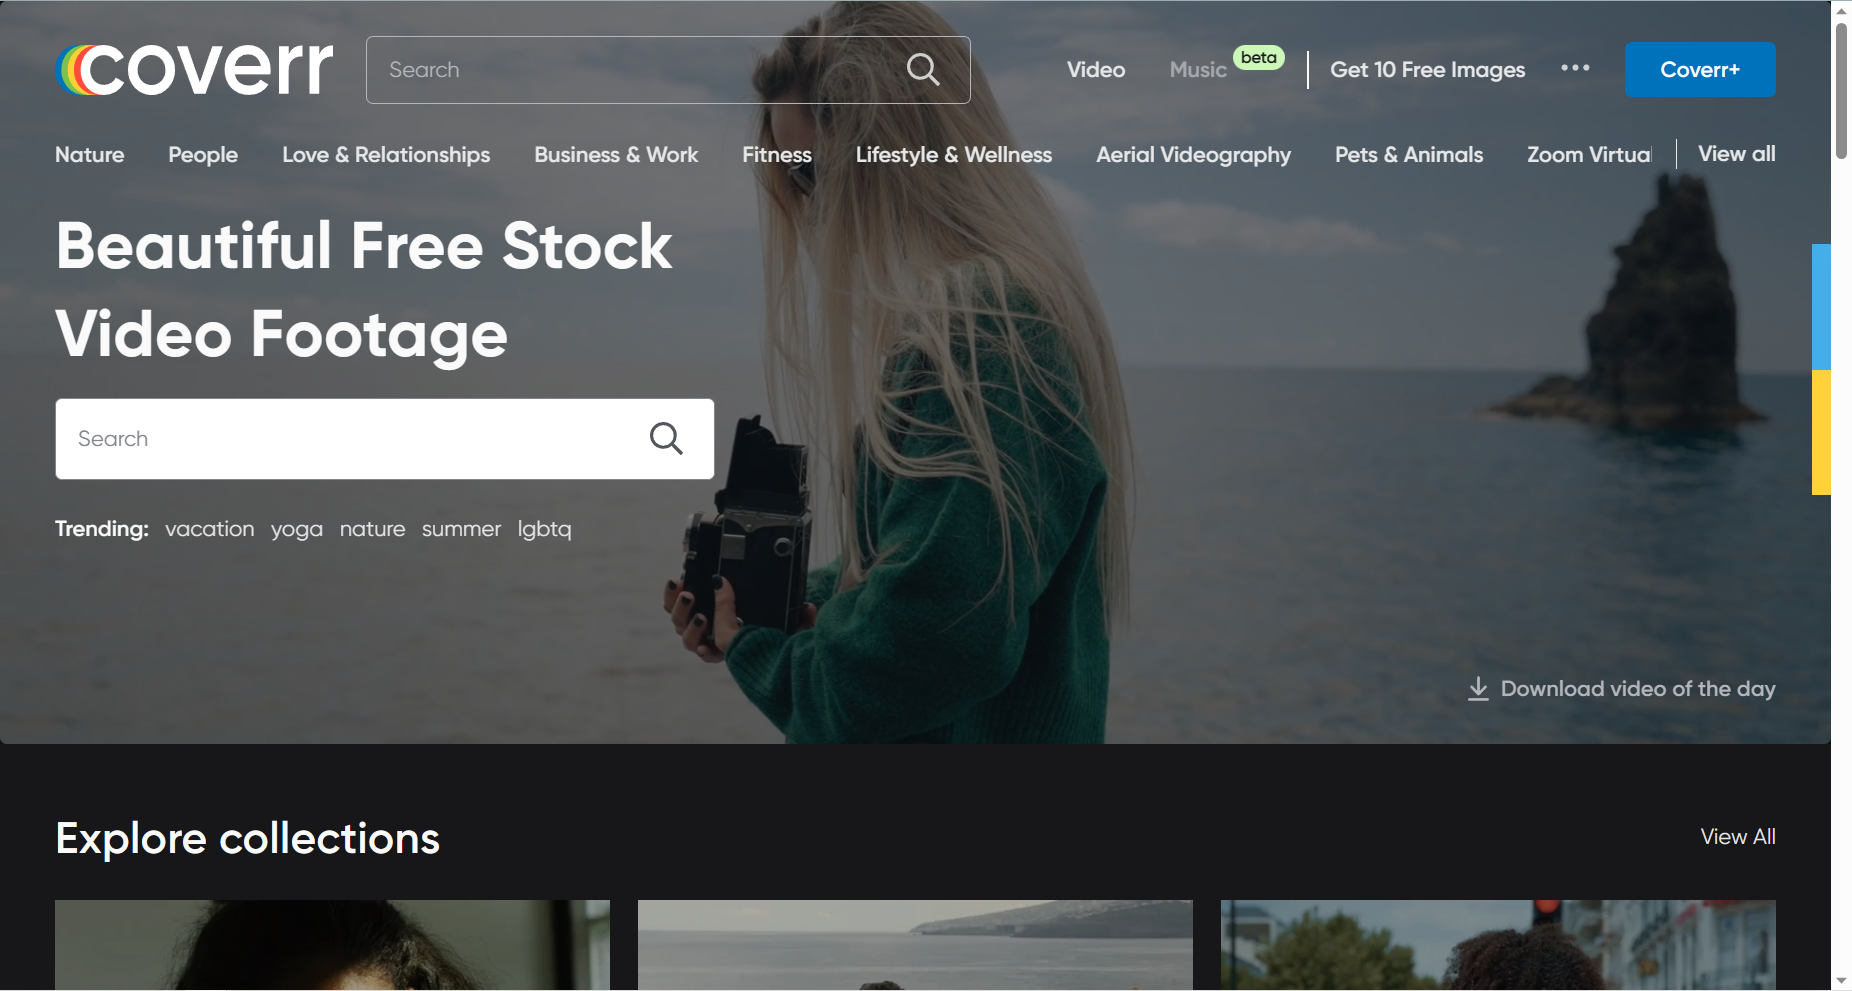 coverr
Search
Video
Music
beta
Get 10 Free Images
Coverr+
Nature
People
Love & Relationships
Business & Work
Fitness
Lifestyle & Wellness
Aerial Videography
Pets & Animals
Zoom Virtual
View all
Beautiful Free Stock
Video Footage
Search
Trending: vacation yoga nature summer lgbtq
Download video of the day
Explore collections
View All